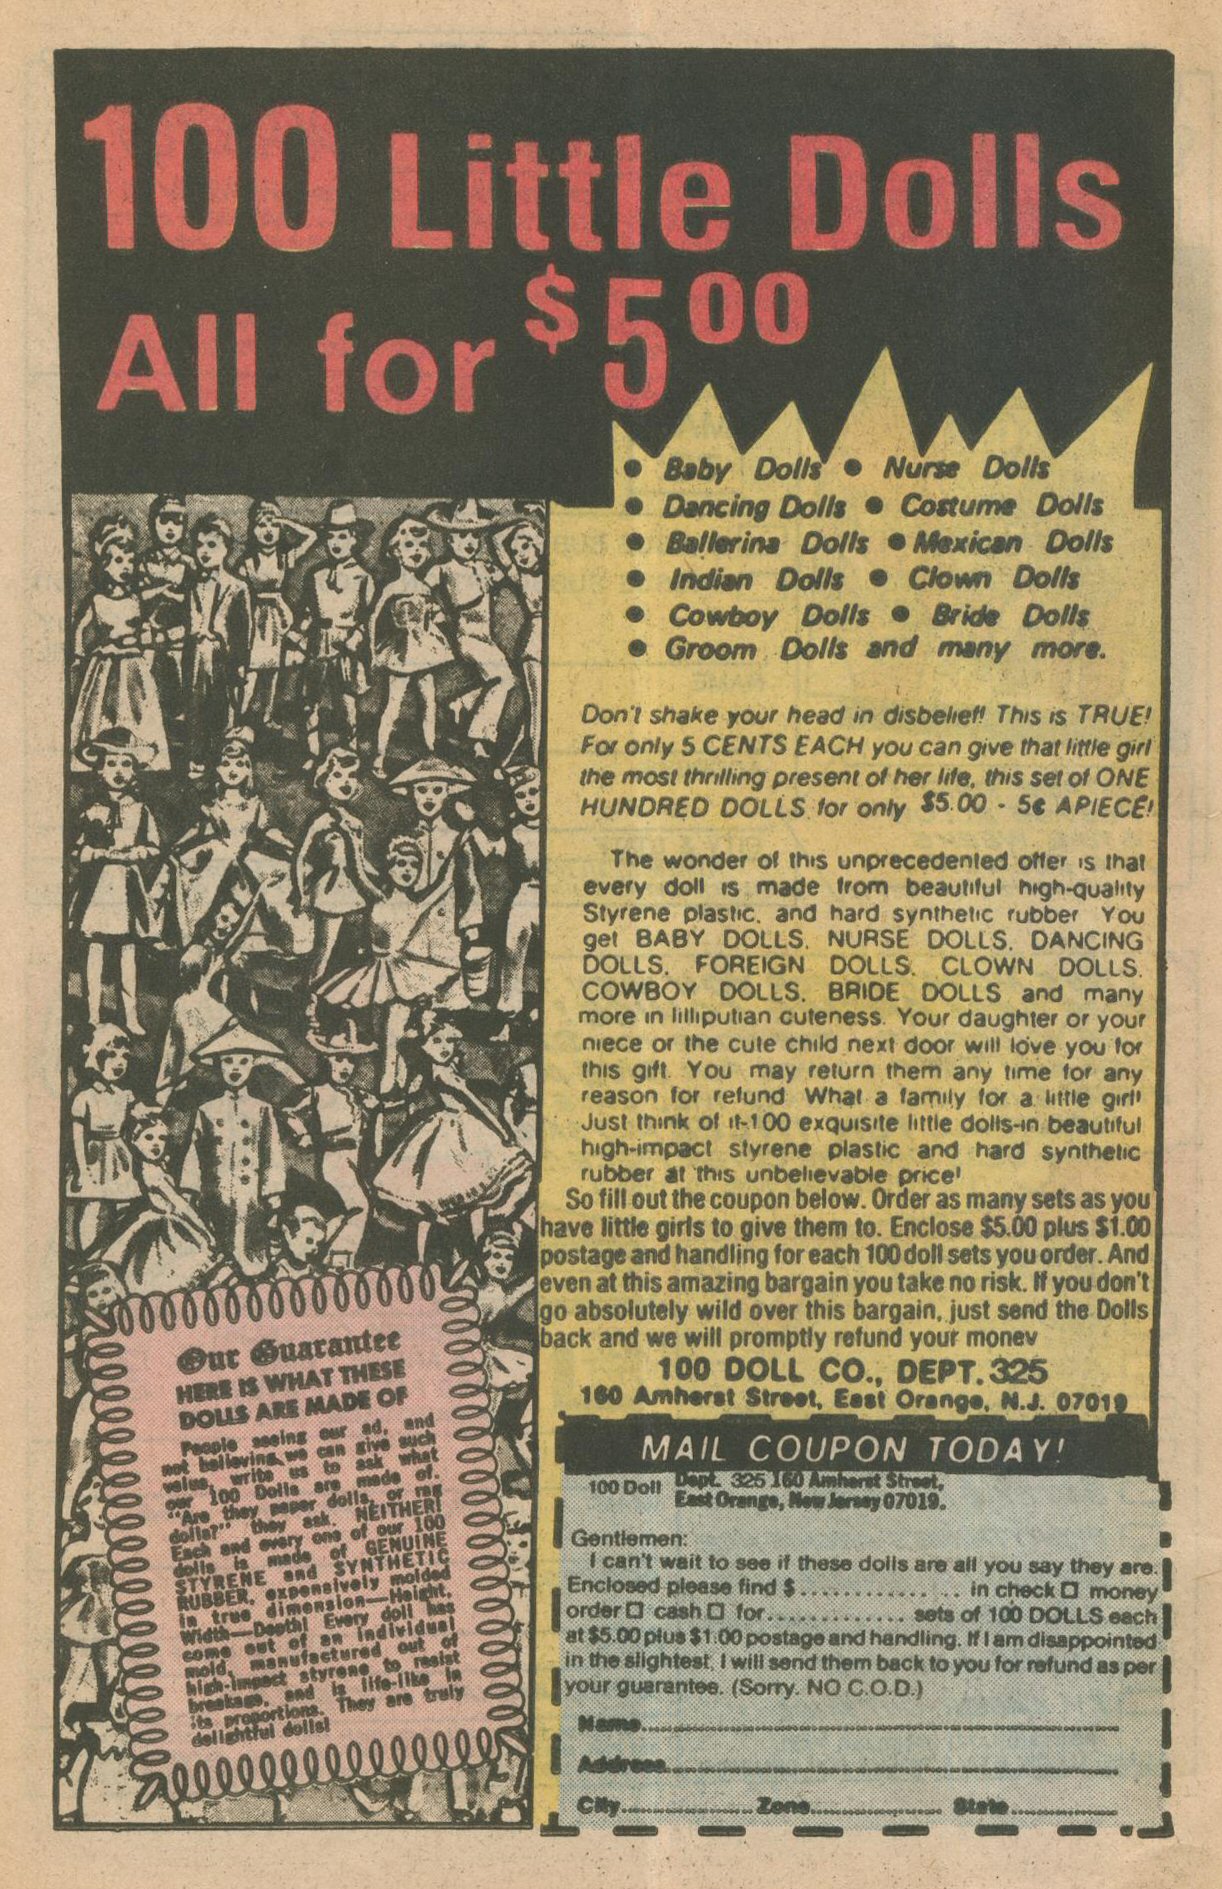 100 Little Dolls
All for $5.00
• Baby Dolls • Nurse Dolls
• Dancing Dolls • Costume Dolls
• Ballerina Dolls • Mexican Dolls
• Indian Dolls • Clown Dolls
• Cowboy Dolls • Bride Dolls
• Groom Dolls and many more.
Don't shake your head in disbelief! This is TRUE!
For only 5 CENTS EACH you can give that little girl
the most thrilling present of her life, this set of ONE
HUNDRED DOLLS for only $5.00 - 5¢ APIECE!
The wonder of this unprecedented offer is that
every doll is made from beautiful high-quality
Styrene plastic, and hard synthetic rubber You
get BABY DOLLS, NURSE DOLLS, DANCING
DOLLS, FOREIGN DOLLS, CLOWN DOLLS,
COWBOY DOLLS, BRIDE DOLLS and many
more in lilliputian cuteness. Your daughter or your
niece or the cute child next door will love you for
this gift. You may return them any time for any
reason for refund What a family for a little girl!
Just think of it-100 exquisite little dolls-in beautiful
high-impact styrene plastic and hard synthetic
rubber at this unbelievable price!
So fill out the coupon below. Order as many sets as you
have little girls to give them to. Enclose $5.00 plus $1.00
postage and handling for each 100 doll sets you order. And
even at this amazing bargain you take no risk. If you don't
go absolutely wild over this bargain, just send the Dolls
back and we will promptly refund your money
100 DOLL CO., DEPT. 325
160 Amherst Street, East Orange, N.J. 07019
Our Guarantee
HERE IS WHAT THESE
DOLLS ARE MADE OF
People seeing our ad, and
not believing we can give such
value, write us to ask what
our 100 Dolls are made of.
"Are they paper dolls, or rag
dolls?" they ask. NEITHER!
Each and every one of our 100
dolls is made of GENUINE
STYRENE and SYNTHETIC
RUBBER, expensively molded
in true dimension—Height,
Width—Depth! Every doll has
come out of an individual
mold, manufactured out of
high-impact styrene to resist
breakage, and is life-like in
its proportions. They are truly
delightful dolls!
MAIL COUPON TODAY!
100 Doll Dept. 325 160 Amherst Street,
East Orange, New Jersey 07019.
Gentlemen:
I can't wait to see if these dolls are all you say they are.
Enclosed please find $............... in check ☐ money
order ☐ cash ☐ for............. sets of 100 DOLLS each
at $5.00 plus $1.00 postage and handling. If I am disappointed
in the slightest, I will send them back to you for refund as per
your guarantee. (Sorry. NO C.O.D.)
Name............................................................
Address.........................................................
City.................... Zone.................... State................